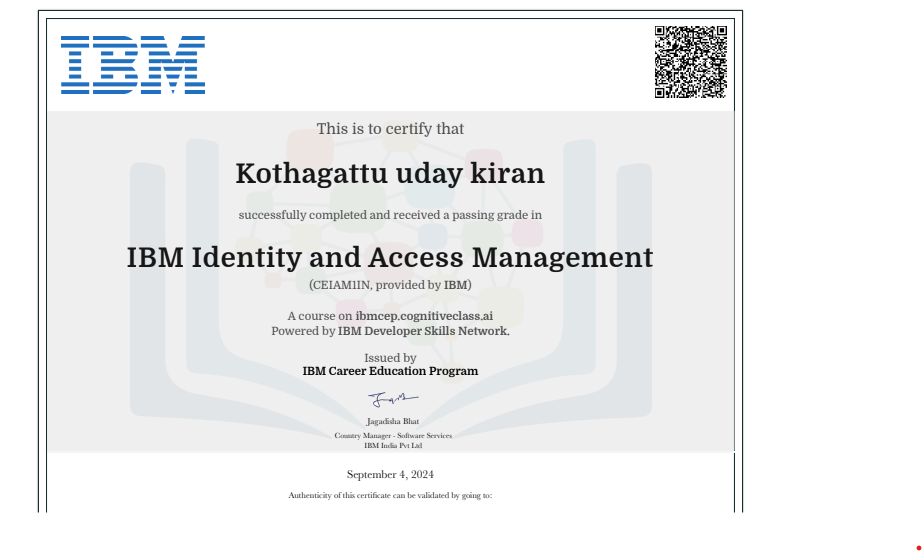 IBM
This is to certify that
Kothagattu uday kiran
successfully completed and received a passing grade in
IBM Identity and Access Management
(CEIAM1IN, provided by IBM)
A course on ibmcep.cognitiveclass.ai
Powered by IBM Developer Skills Network.
Issued by
IBM Career Education Program
Jagadisha Bhat
Country Manager - Software Services
IBM India Pvt Ltd
September 4, 2024
Authenticity of this certificate can be validated by going to: